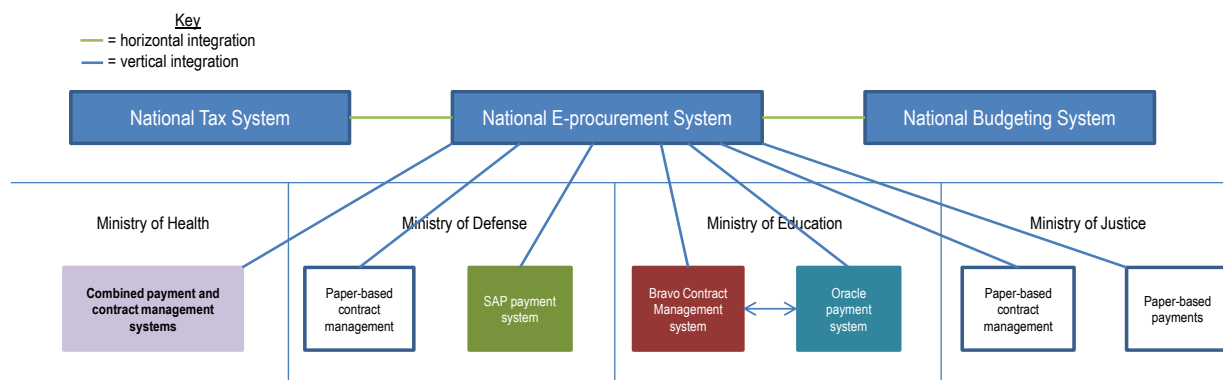 Key
= horizontal integration
= vertical integration
National Tax System
National E-procurement System
National Budgeting System
Ministry of Health
Ministry of Defense
Ministry of Education
Ministry of Justice
Combined payment and
contract management
systems
Paper-based
contract
management
SAP payment
system
Bravo Contract
Management
system
Oracle
payment
system
Paper-based
contract
management
Paper-based
payments